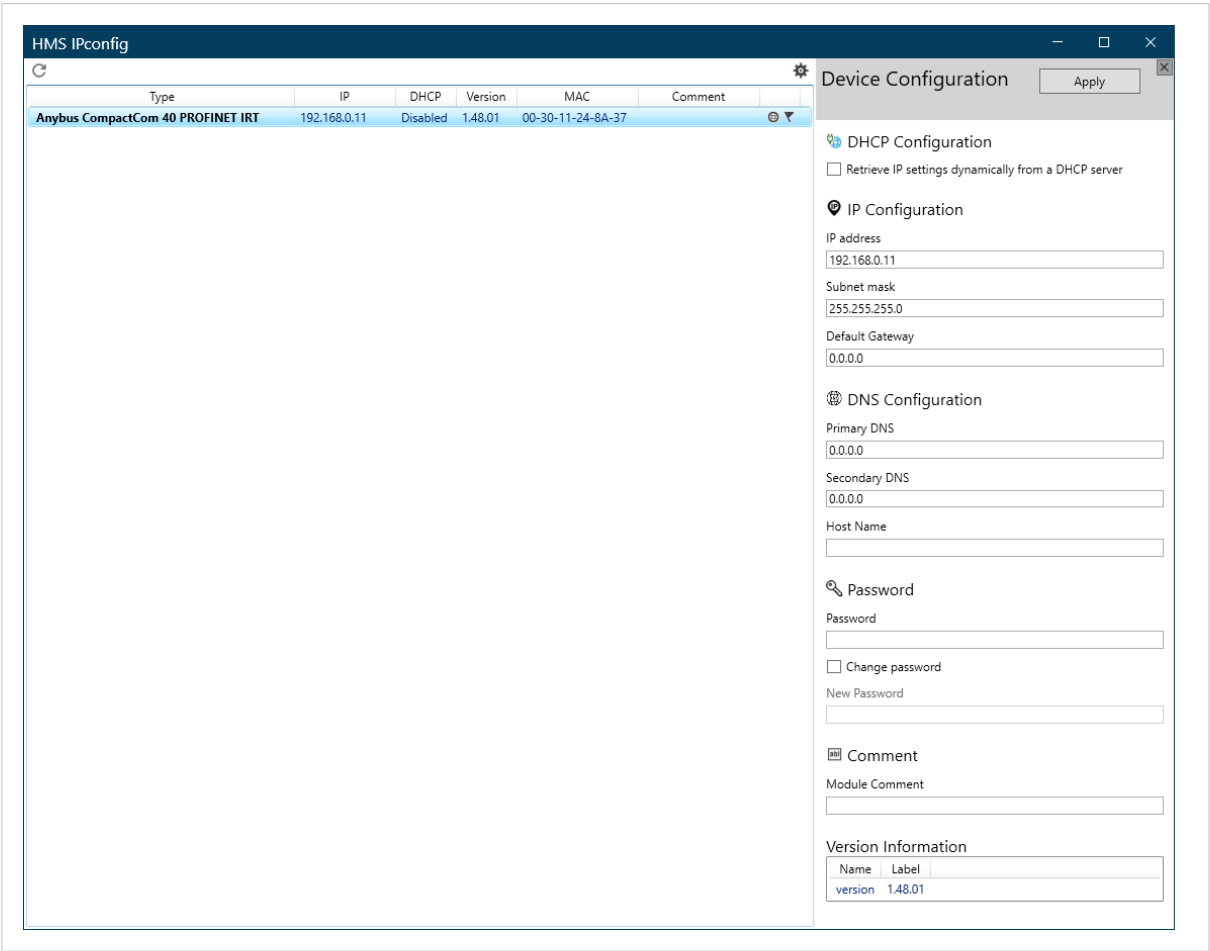 HMS IPconfig
Type IP DHCP Version MAC Comment
Anybus CompactCom 40 PROFINET IRT 192.168.0.11 Disabled 1.48.01 00-30-11-24-8A-37
Device Configuration Apply
DHCP Configuration
Retrieve IP settings dynamically from a DHCP server
IP
IP Configuration
IP address
192.168.0.11
Subnet mask
255.255.255.0
Default Gateway
0.0.0.0
DNS Configuration
Primary DNS
0.0.0.0
Secondary DNS
0.0.0.0
Host Name
Password
Password
Change password
New Password
abl Comment
Module Comment
Version Information
Name Label
version 1.48.01